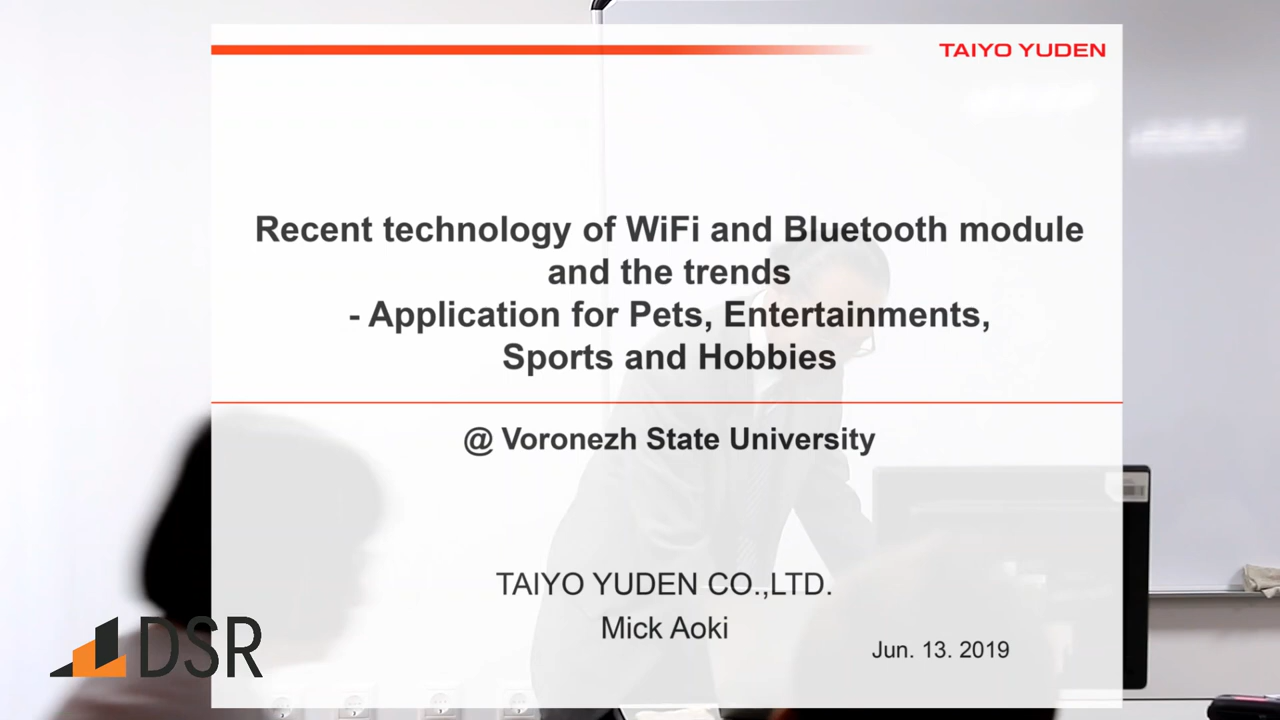 TAIYO YUDEN
Recent technology of WiFi and Bluetooth module
and the trends
- Application for Pets, Entertainments,
Sports and Hobbies
@ Voronezh State University
TAIYO YUDEN CO.,LTD.
Mick Aoki
Jun. 13. 2019
DSR